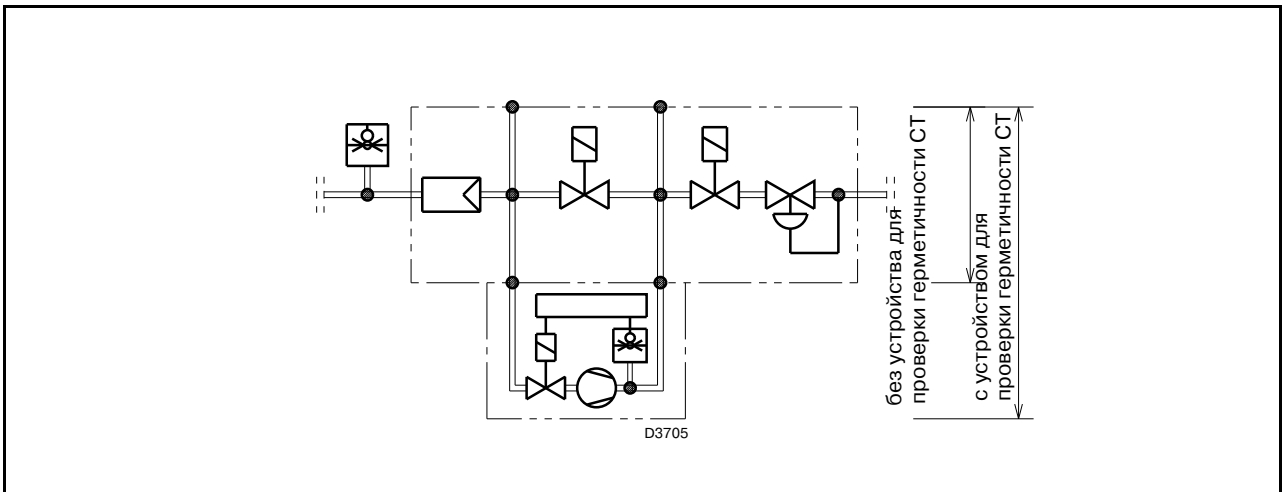 без устройства для
проверки герметичности СТ
с устройством для
проверки герметичности СТ
D3705